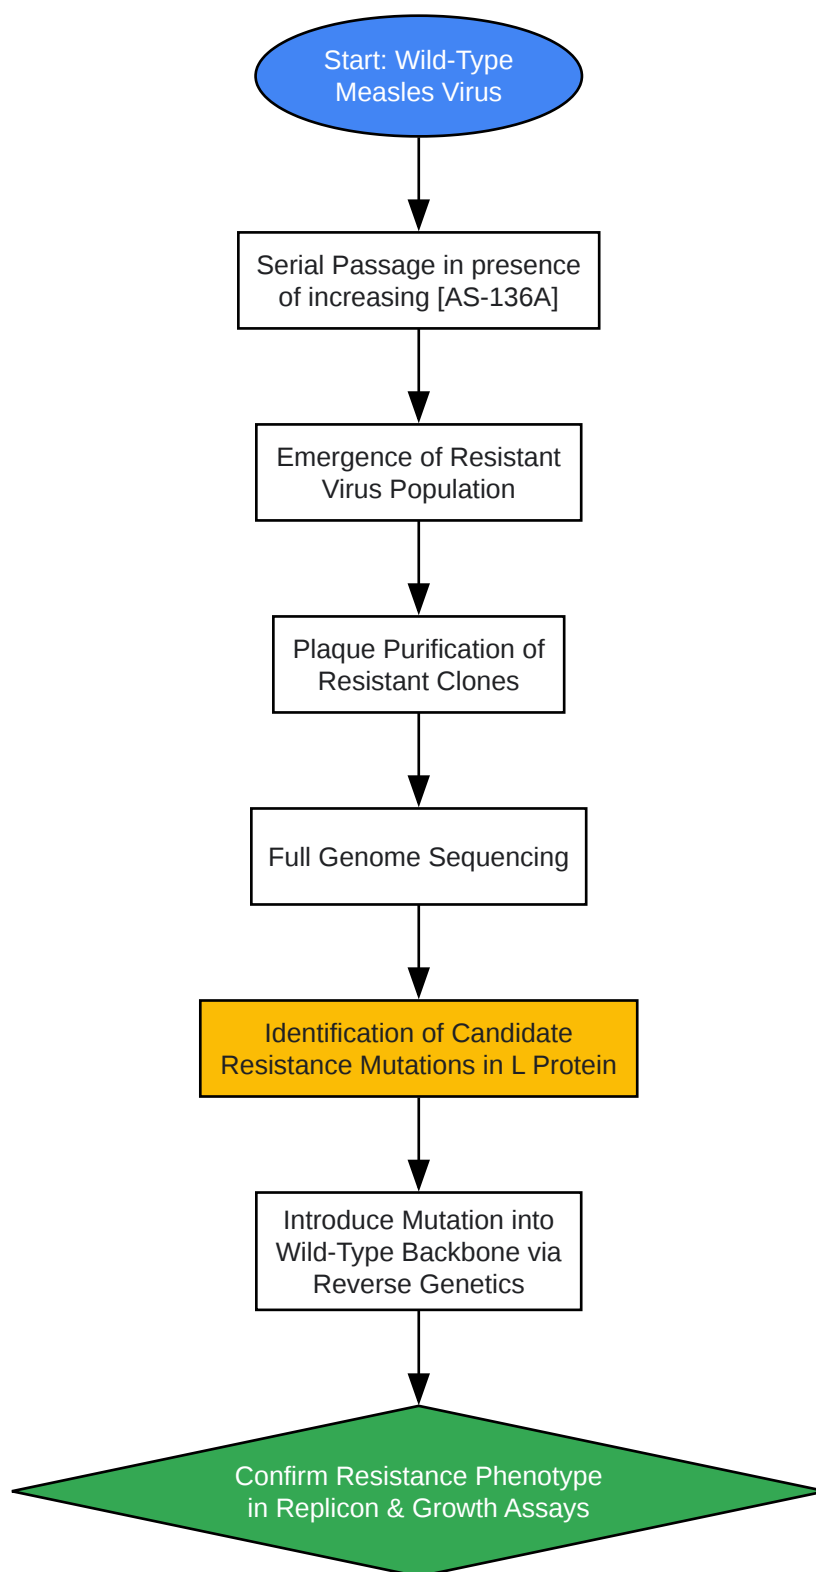 Start: Wild-Type
Measles Virus
Serial Passage in presence
of increasing [AS-136A]
Emergence of Resistant
Virus Population
Plaque Purification of
Resistant Clones
Full Genome Sequencing
Identification of Candidate
Resistance Mutations in L Protein
Introduce Mutation into
Wild-Type Backbone via
Reverse Genetics
Confirm Resistance Phenotype
in Replicon & Growth Assays